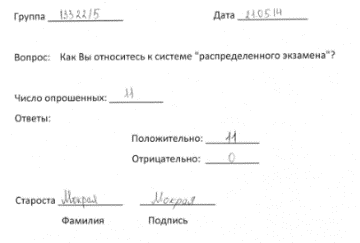 Группа 13322/5 Дата 21.05.14
Вопрос: Как Вы относитесь к системе "распределенного экзамена"?
Число опрошенных: 11
Ответы:
Положительно: 11
Отрицательно: 0
Староста Мокрая Мокрая
Фамилия Подпись